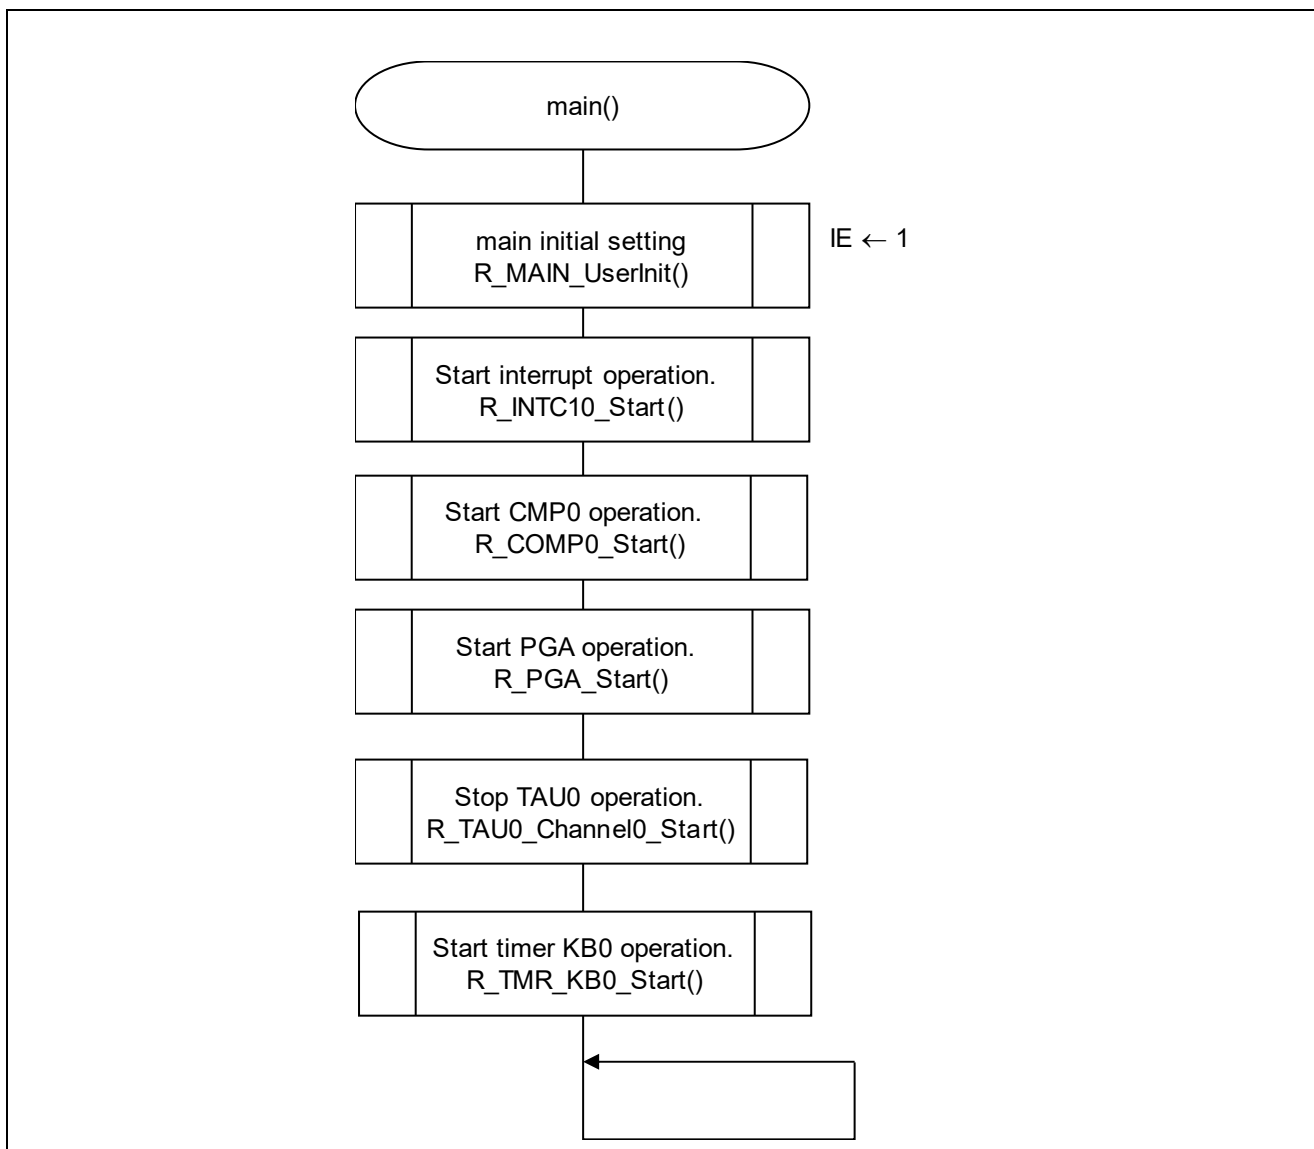 main()
main initial setting
R_MAIN_UserInit()
IE ← 1
Start interrupt operation.
R_INTC10_Start()
Start CMP0 operation.
R_COMP0_Start()
Start PGA operation.
R_PGA_Start()
Stop TAU0 operation.
R_TAU0_Channel0_Start()
Start timer KB0 operation.
R_TMR_KB0_Start()